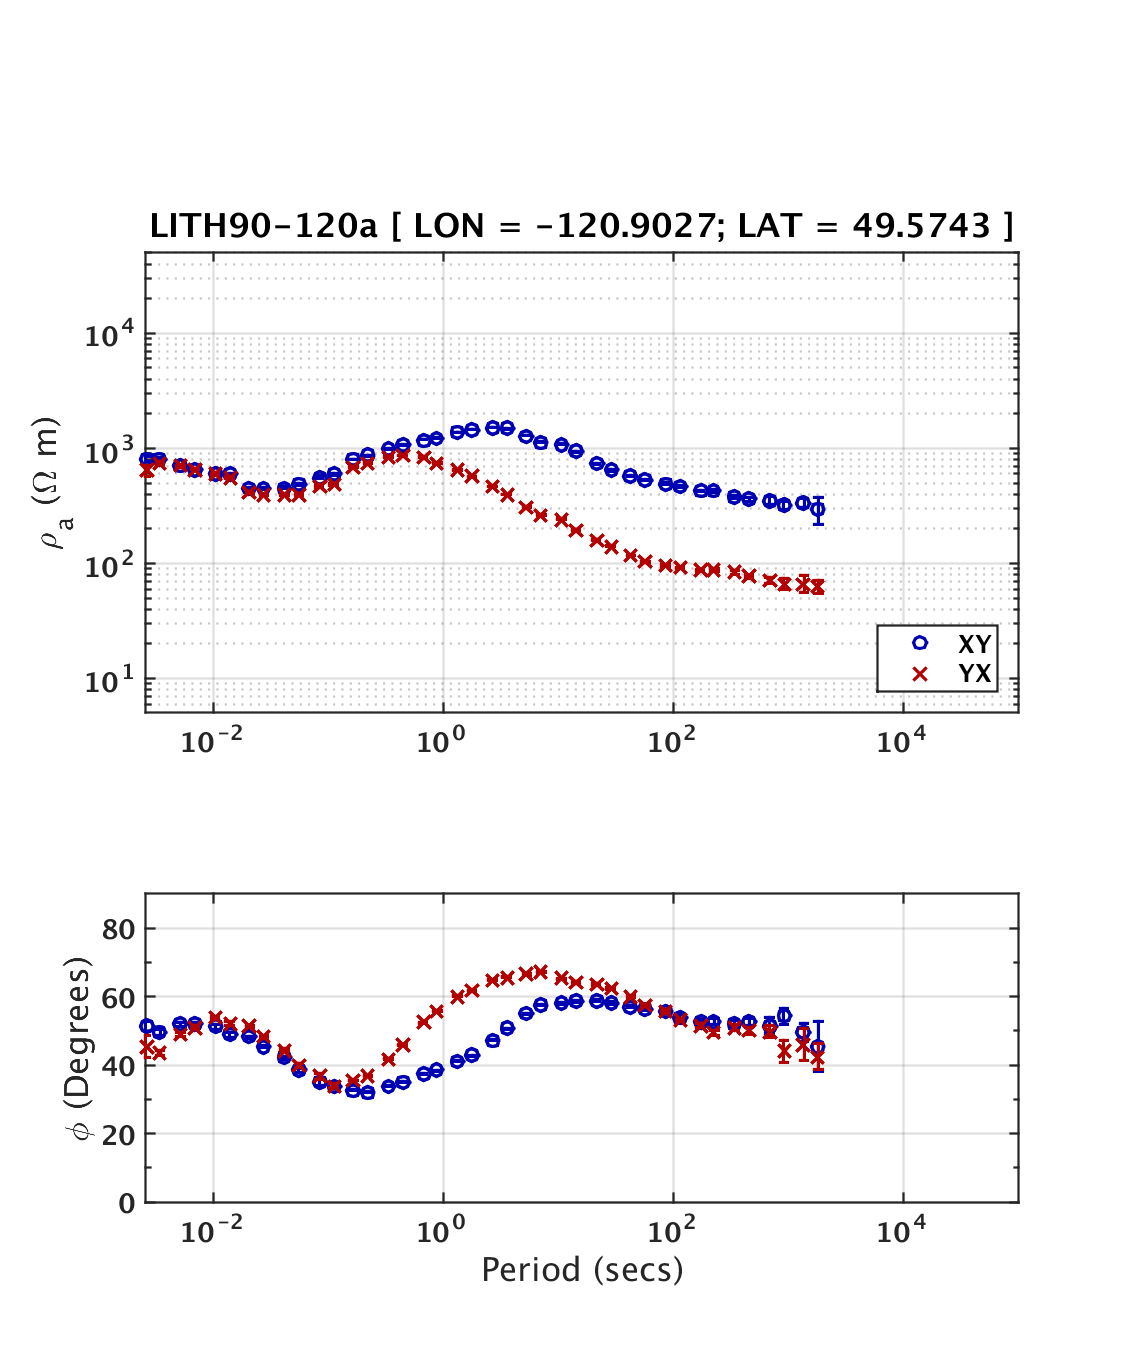 LITH90-120a [ LON = -120.9027; LAT = 49.5743 ]
ρa (Ω m)
10^4
10^3
10^2
10^1
10^-2 10^0 10^2 10^4
XY
YX
ϕ (Degrees)
80
60
40
20
0
10^-2 10^0 10^2 10^4
Period (secs)